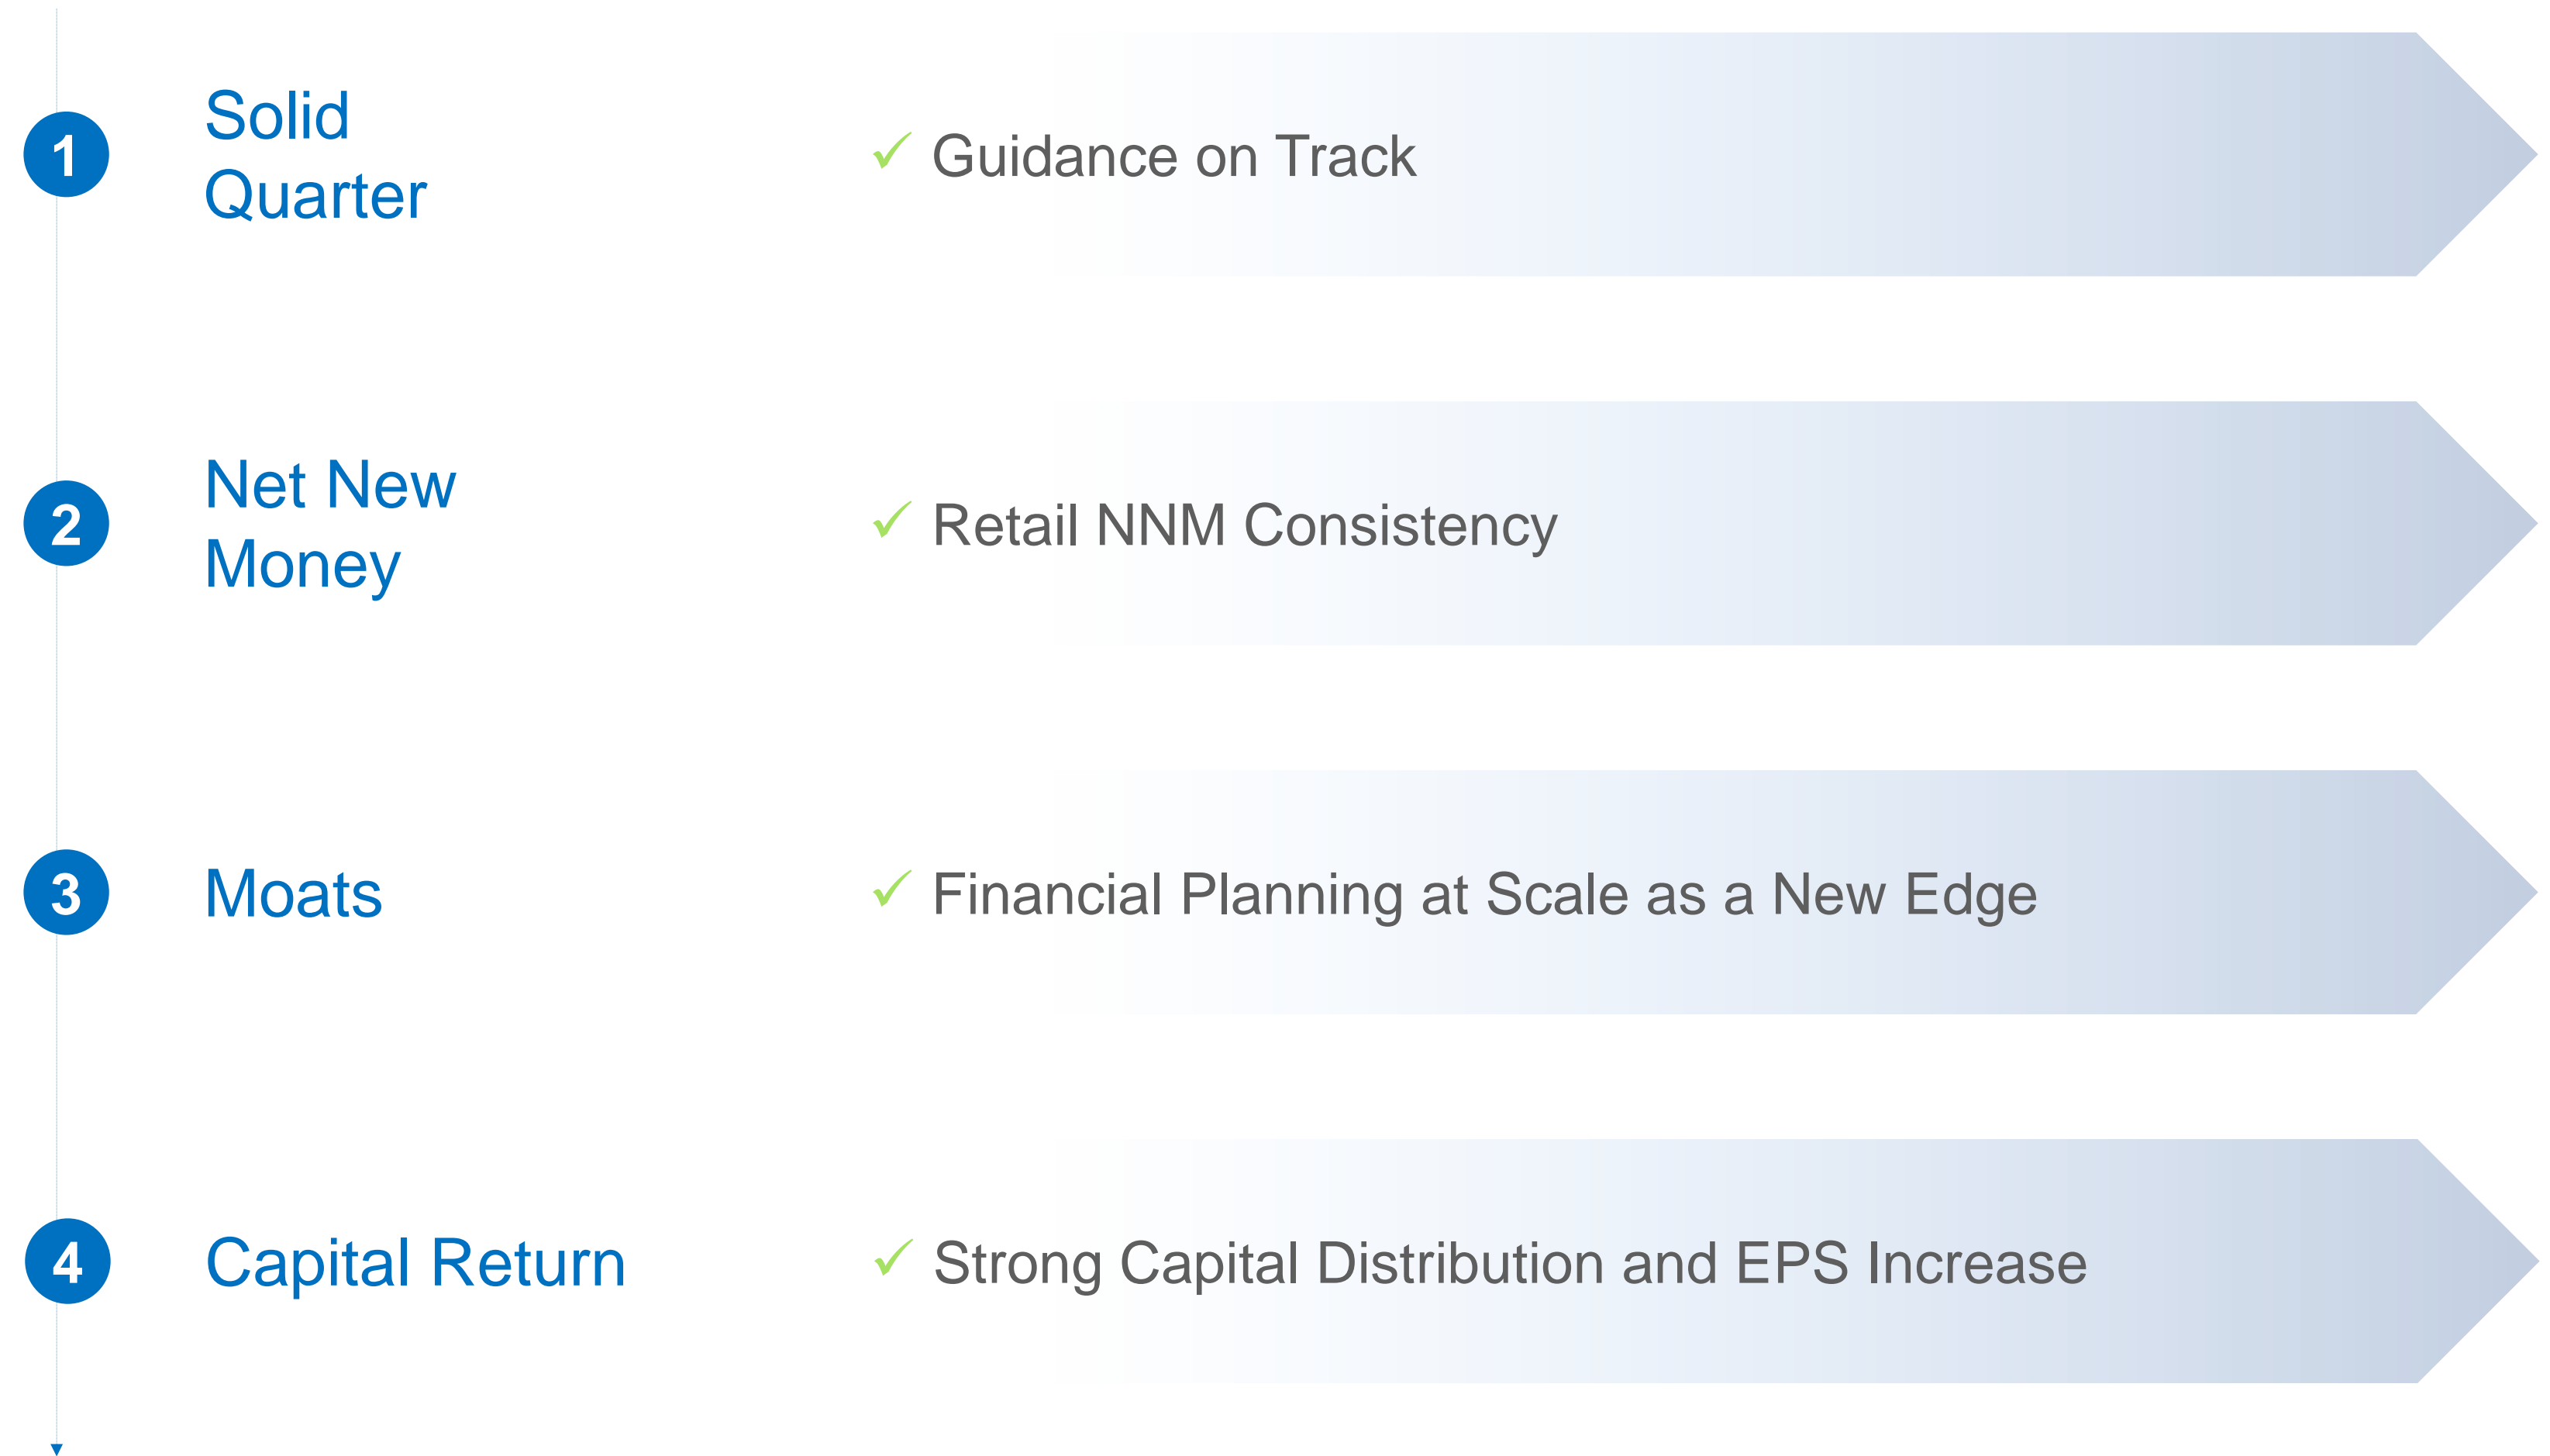 1
Solid
Quarter
✓ Guidance on Track
2
Net New
Money
✓ Retail NNM Consistency
3
Moats
✓ Financial Planning at Scale as a New Edge
4
Capital Return
✓ Strong Capital Distribution and EPS Increase